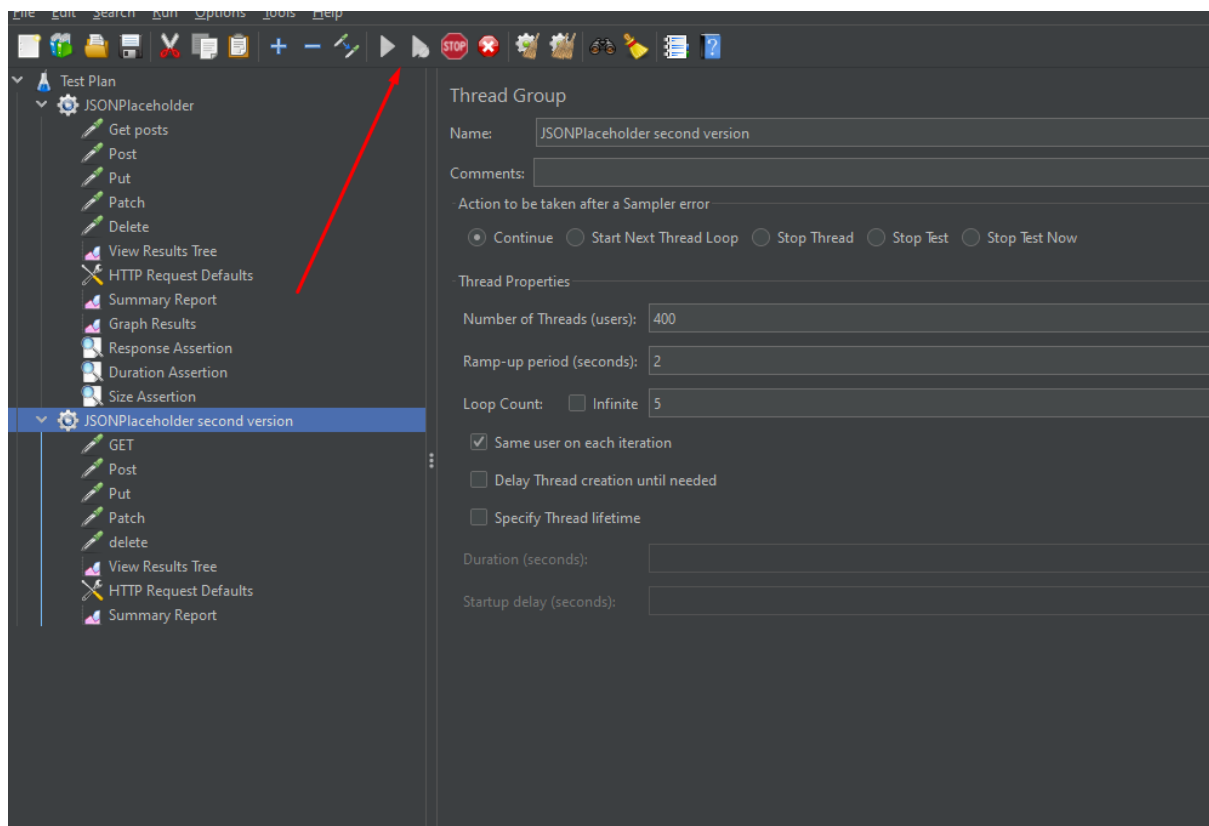 File Edit Search Run Options Tools Help
STOP
?
Test Plan
JSONPlaceholder
Get posts
Post
Put
Patch
Delete
View Results Tree
HTTP Request Defaults
Summary Report
Graph Results
Response Assertion
Duration Assertion
Size Assertion
JSONPlaceholder second version
GET
Post
Put
Patch
delete
View Results Tree
HTTP Request Defaults
Summary Report
Thread Group
Name: JSONPlaceholder second version
Comments:
Action to be taken after a Sampler error
Continue Start Next Thread Loop Stop Thread Stop Test Stop Test Now
Thread Properties
Number of Threads (users): 400
Ramp-up period (seconds): 2
Loop Count: Infinite 5
Same user on each iteration
Delay Thread creation until needed
Specify Thread lifetime
Duration (seconds):
Startup delay (seconds):